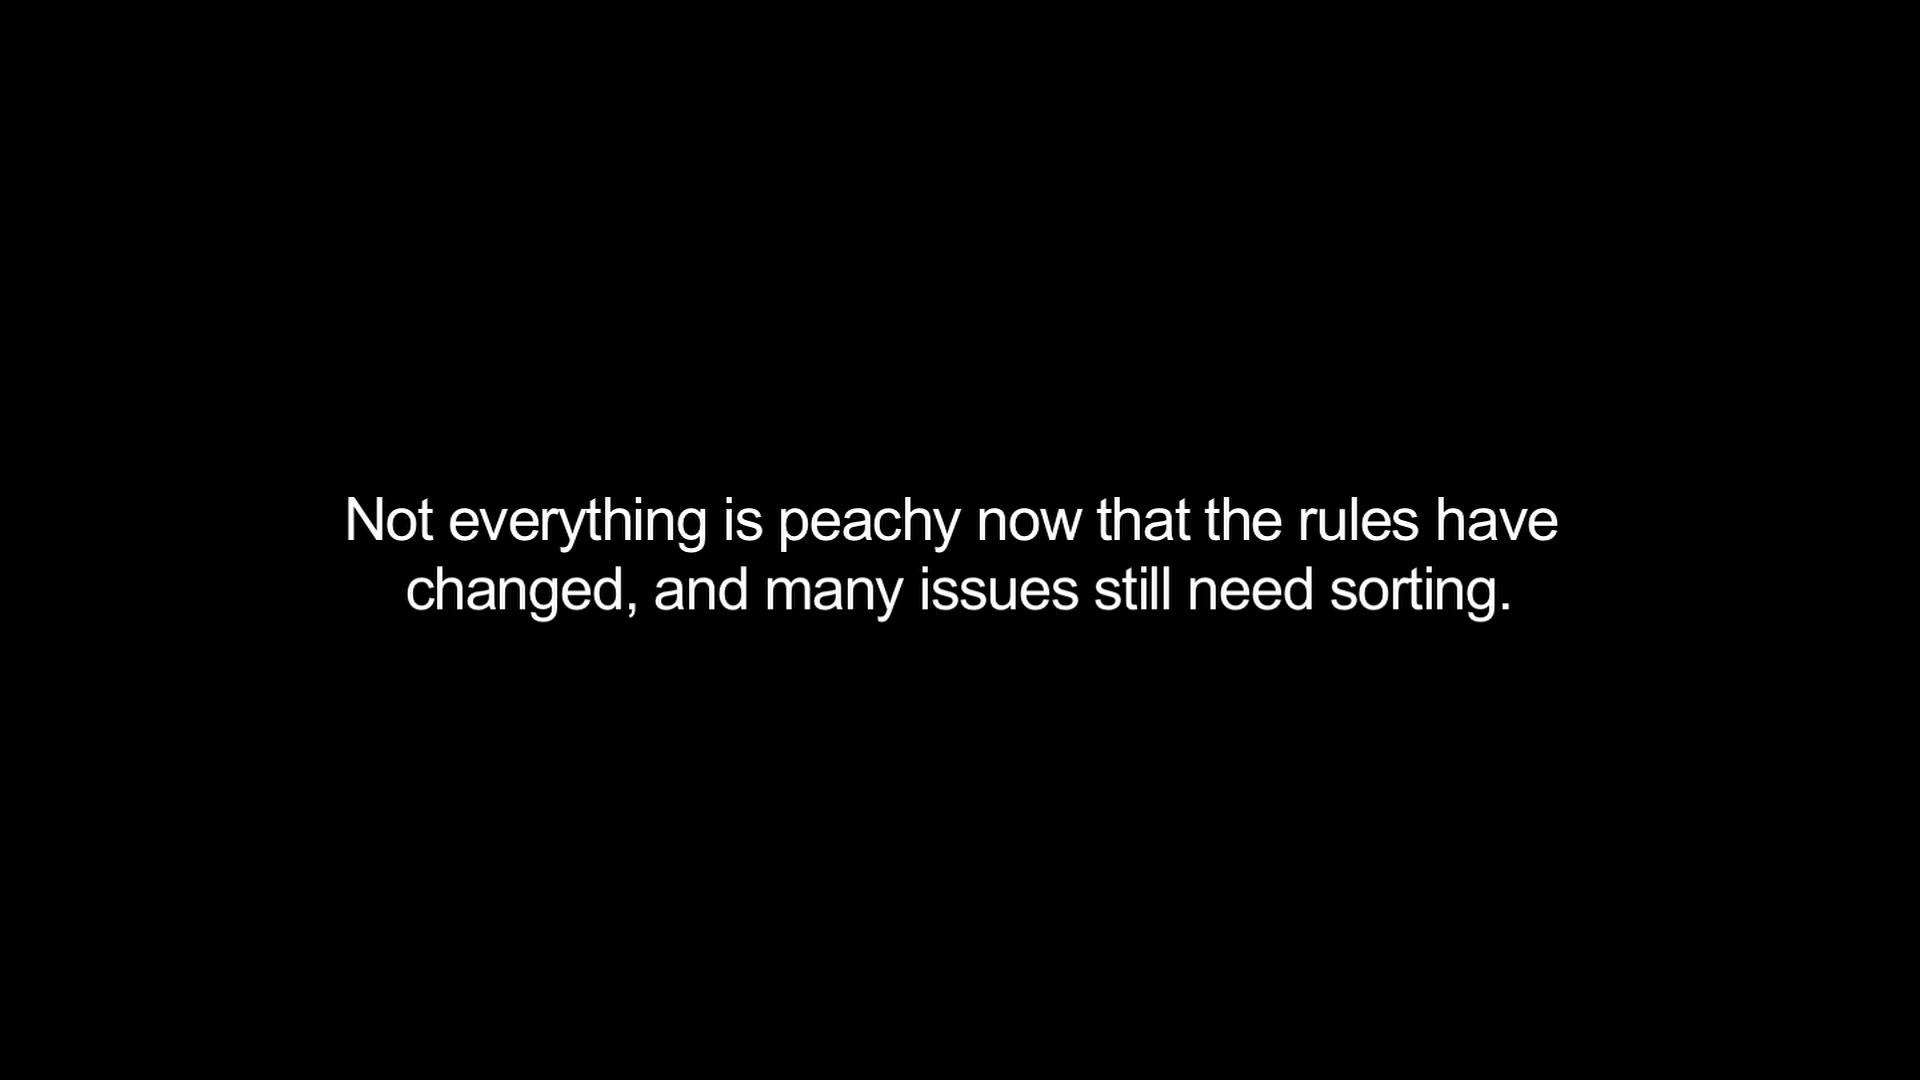 Not everything is peachy now that the rules have
changed, and many issues still need sorting.